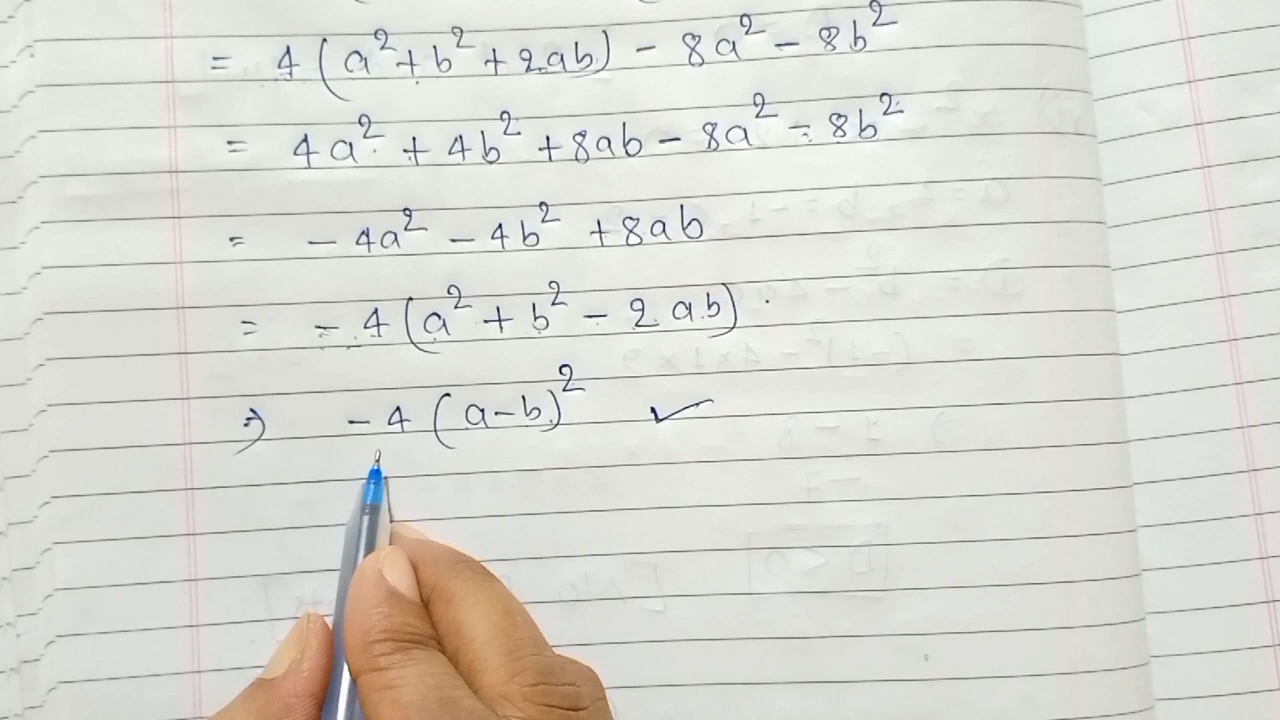 = 4 (a² + b² + 2ab) - 8a² - 8b²
= 4a² + 4b² + 8ab - 8a² - 8b²
= - 4a² - 4b² + 8ab
= - 4 (a² + b² - 2ab)
⇒ - 4 (a-b)² ✓